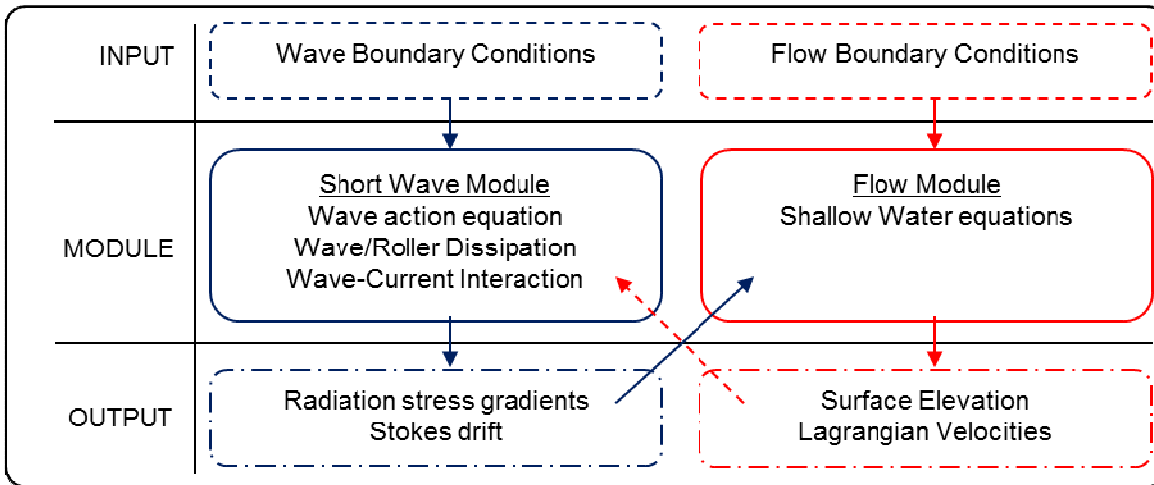 INPUT
Wave Boundary Conditions
Flow Boundary Conditions
MODULE
Short Wave Module
Wave action equation
Wave/Roller Dissipation
Wave-Current Interaction
Flow Module
Shallow Water equations
OUTPUT
Radiation stress gradients
Stokes drift
Surface Elevation
Lagrangian Velocities